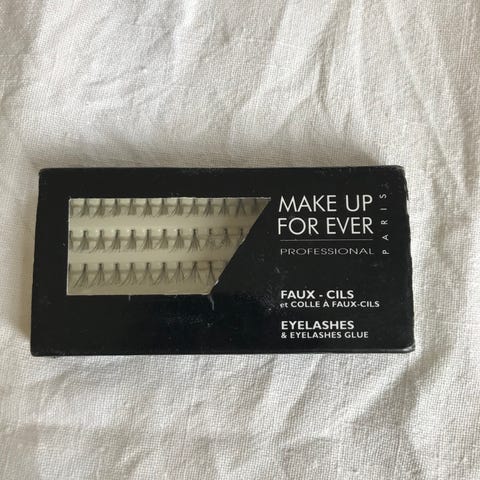 MAKE UP
FOR EVER
PARIS
PROFESSIONAL
FAUX - CILS
et COLLE À FAUX-CILS
EYELASHES
& EYELASHES GLUE